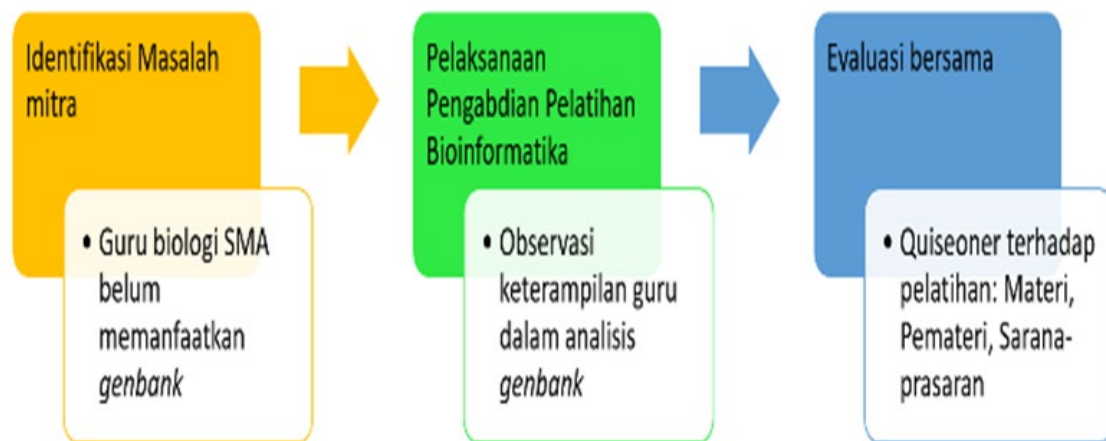 Identifikasi Masalah
mitra
• Guru biologi SMA
belum
memanfaatkan
genbank
Pelaksanaan
Pengabdian Pelatihan
Bioinformatika
• Observasi
keterampilan guru
dalam analisis
genbank
Evaluasi bersama
• Quiseoner terhadap
pelatihan: Materi,
Pemateri, Sarana-
prasaran